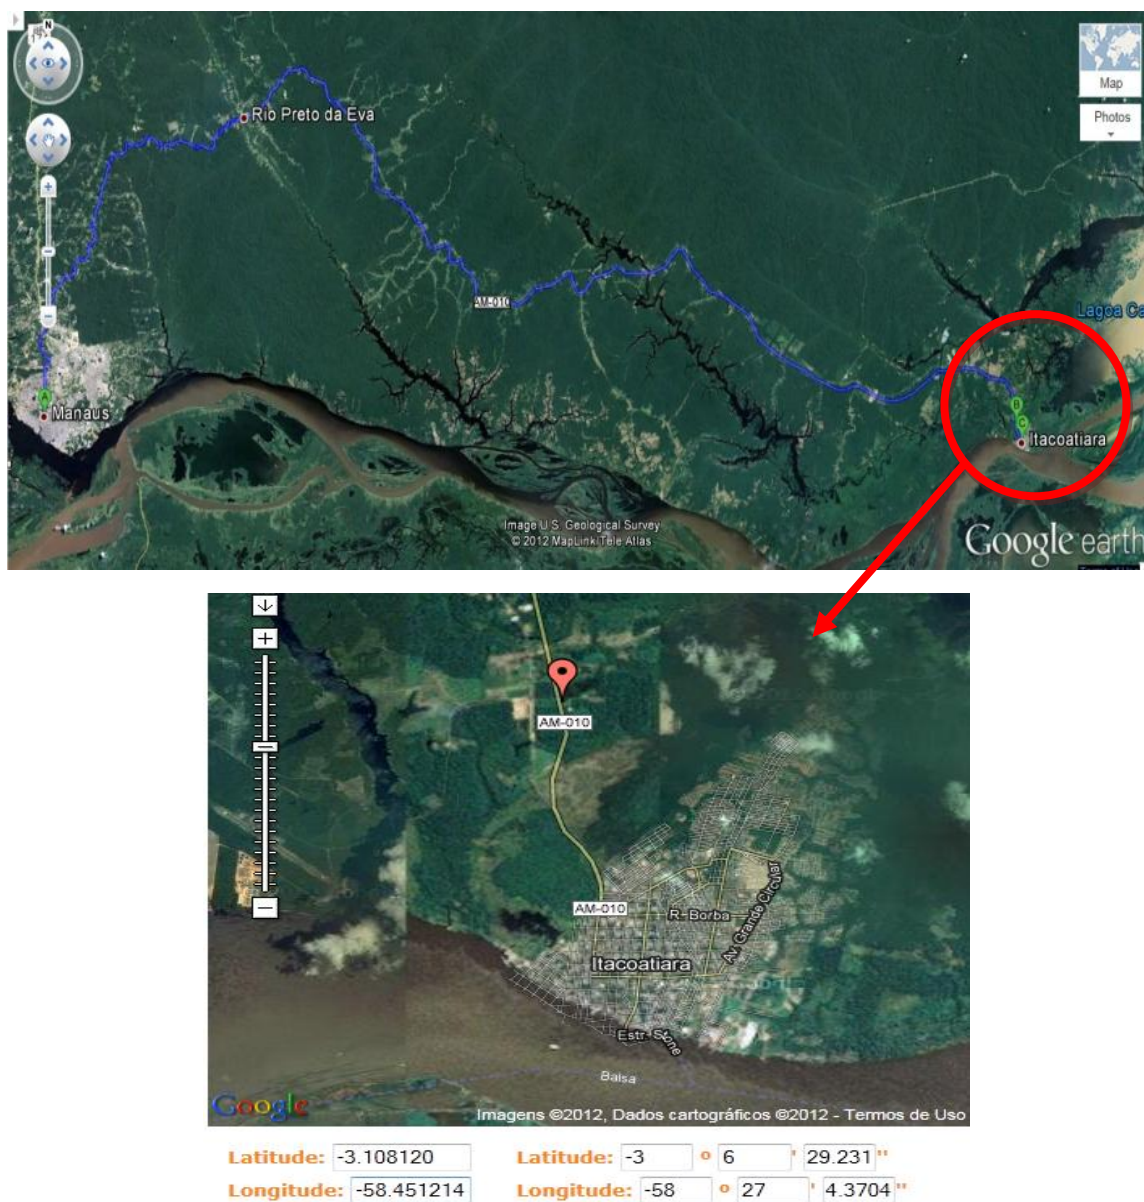 N
Map
Photos
Rio Preto da Eva
AM-010
Lagoa Ca
A
Manaus
B
C
Itacoatiara
Image U.S. Geological Survey
© 2012 MapLink/Tele Atlas
Google earth
AM-010
AM-010
R. Borba
Av. Grande Circular
Itacoatiara
Estr. Stone
Balsa
Google
Imagens ©2012, Dados cartográficos ©2012 - Termos de Uso
Latitude: -3.108120 Latitude: -3 º 6 ' 29.231 "
Longitude: -58.451214 Longitude: -58 º 27 ' 4.3704 "